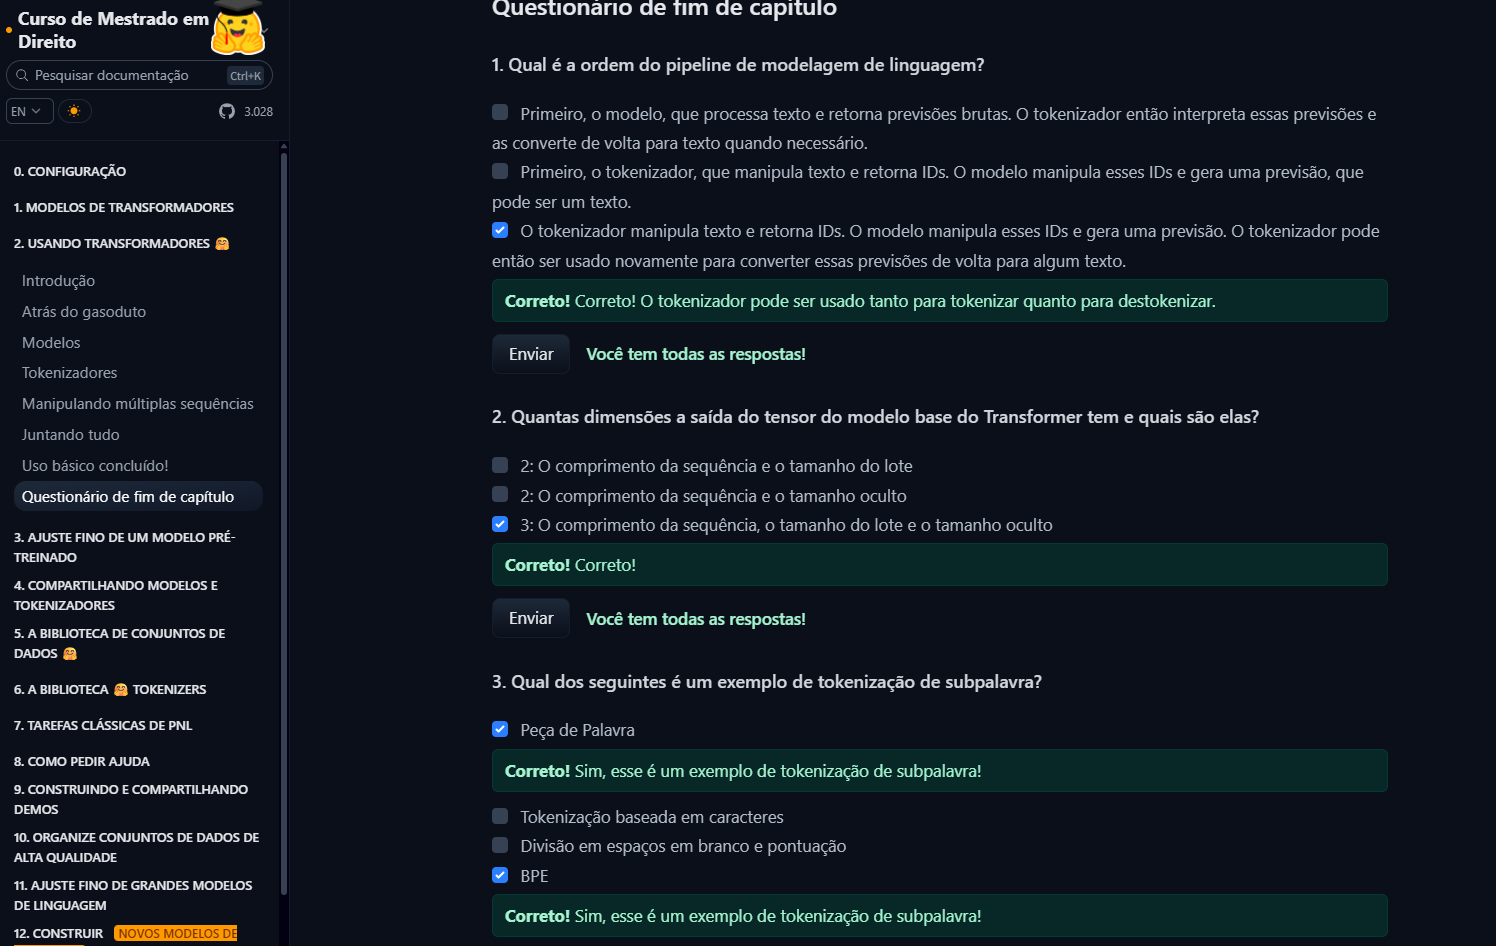 Curso de Mestrado em
Direito
Pesquisar documentação
Ctrl+K
EN
3.028
0. CONFIGURAÇÃO
1. MODELOS DE TRANSFORMADORES
2. USANDO TRANSFORMADORES 🤗
Introdução
Atrás do gasoduto
Modelos
Tokenizadores
Manipulando múltiplas sequências
Juntando tudo
Uso básico concluído!
Questionário de fim de capítulo
3. AJUSTE FINO DE UM MODELO PRÉ-
TREINADO
4. COMPARTILHANDO MODELOS E
TOKENIZADORES
5. A BIBLIOTECA DE CONJUNTOS DE
DADOS 🤗
6. A BIBLIOTECA 🤗 TOKENIZERS
7. TAREFAS CLÁSSICAS DE PNL
8. COMO PEDIR AJUDA
9. CONSTRUINDO E COMPARTILHANDO
DEMOS
10. ORGANIZE CONJUNTOS DE DADOS DE
ALTA QUALIDADE
11. AJUSTE FINO DE GRANDES MODELOS
DE LINGUAGEM
12. CONSTRUIR NOVOS MODELOS DE
Questionário de fim de capítulo
1. Qual é a ordem do pipeline de modelagem de linguagem?
Primeiro, o modelo, que processa texto e retorna previsões brutas. O tokenizador então interpreta essas previsões e
as converte de volta para texto quando necessário.
Primeiro, o tokenizador, que manipula texto e retorna IDs. O modelo manipula esses IDs e gera uma previsão, que
pode ser um texto.
O tokenizador manipula texto e retorna IDs. O modelo manipula esses IDs e gera uma previsão. O tokenizador pode
então ser usado novamente para converter essas previsões de volta para algum texto.
Correto! Correto! O tokenizador pode ser usado tanto para tokenizar quanto para destokenizar.
Enviar Você tem todas as respostas!
2. Quantas dimensões a saída do tensor do modelo base do Transformer tem e quais são elas?
2: O comprimento da sequência e o tamanho do lote
2: O comprimento da sequência e o tamanho oculto
3: O comprimento da sequência, o tamanho do lote e o tamanho oculto
Correto! Correto!
Enviar Você tem todas as respostas!
3. Qual dos seguintes é um exemplo de tokenização de subpalavra?
Peça de Palavra
Correto! Sim, esse é um exemplo de tokenização de subpalavra!
Tokenização baseada em caracteres
Divisão em espaços em branco e pontuação
BPE
Correto! Sim, esse é um exemplo de tokenização de subpalavra!